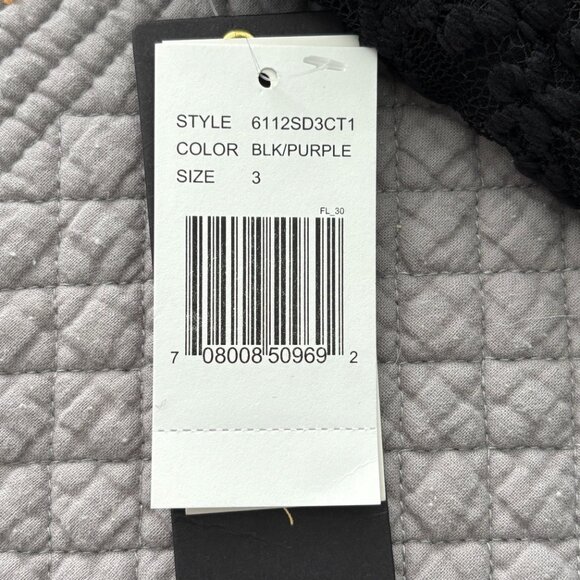 STYLE 6112SD3CT1
COLOR BLK/PURPLE
SIZE 3
FL_30
7 08008 50969 2